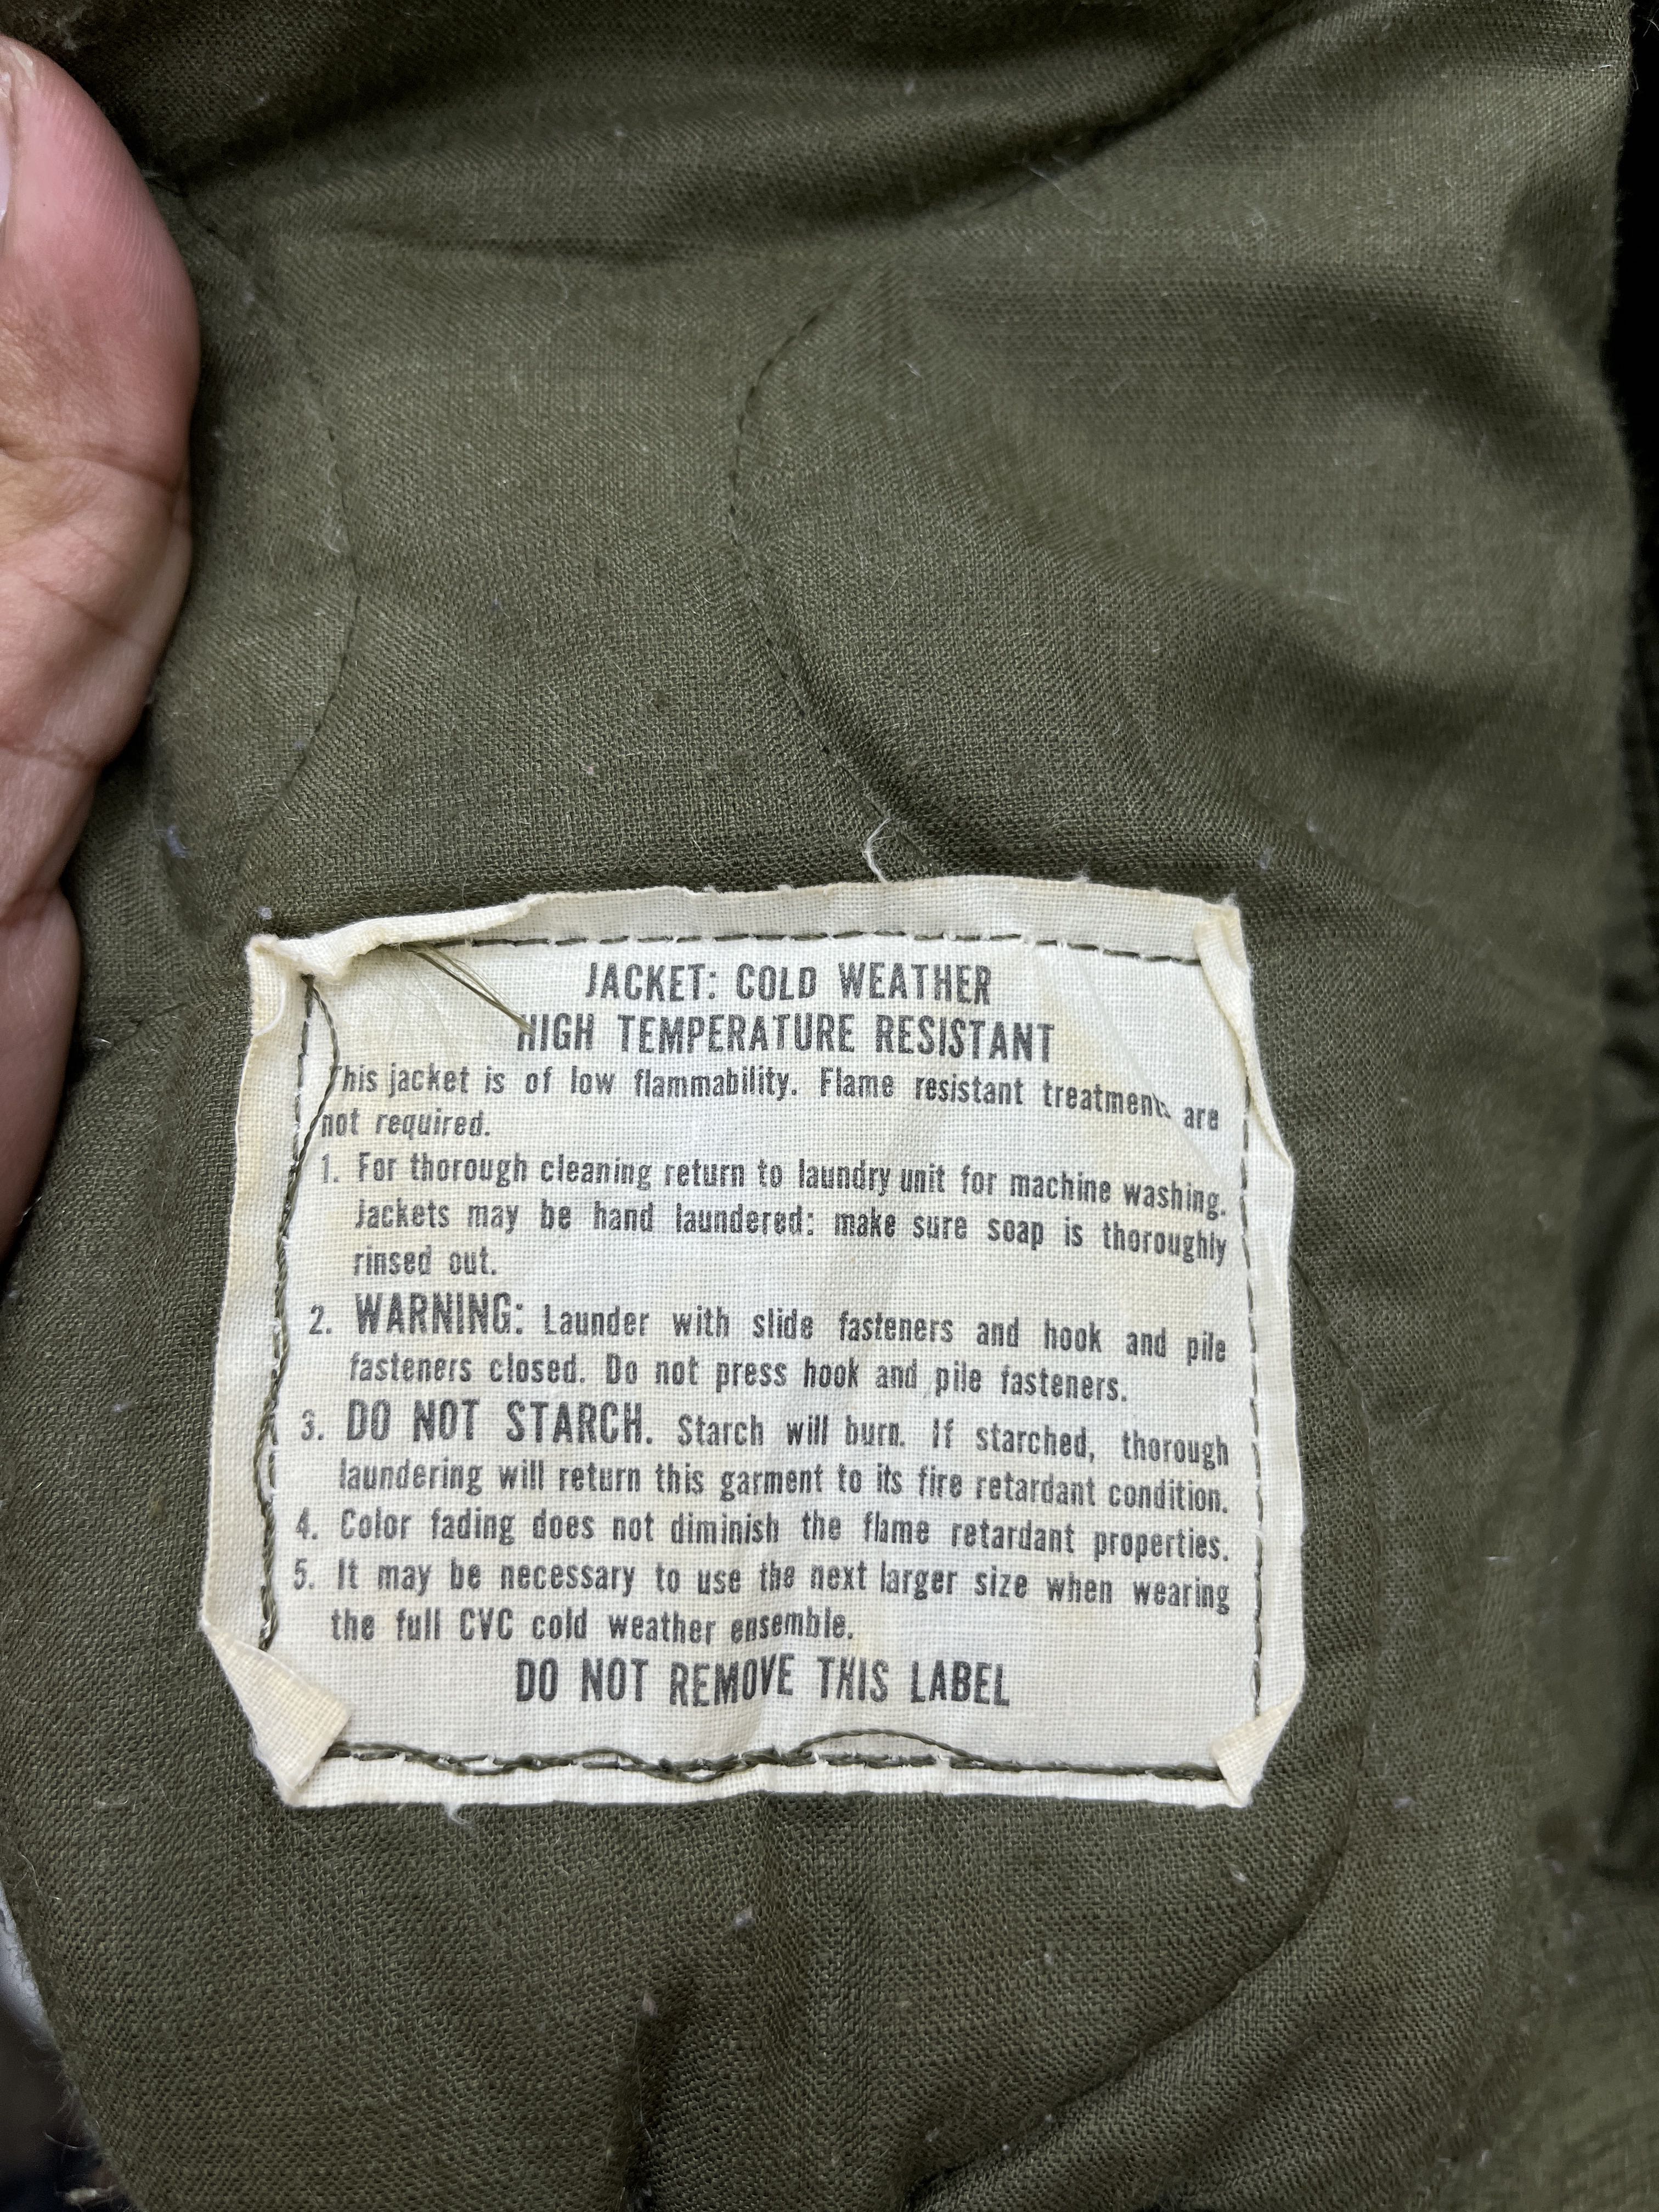 JACKET: COLD WEATHER
HIGH TEMPERATURE RESISTANT
This jacket is of low flammability. Flame resistant treatments are
not required.
1. For thorough cleaning return to laundry unit for machine washing.
Jackets may be hand laundered: make sure soap is thoroughly
rinsed out.
2. WARNING: Launder with slide fasteners and hook and pile
fasteners closed. Do not press hook and pile fasteners.
3. DO NOT STARCH. Starch will burn. If starched, thorough
laundering will return this garment to its fire retardant condition.
4. Color fading does not diminish the flame retardant properties.
5. It may be necessary to use the next larger size when wearing
the full CVC cold weather ensemble.
DO NOT REMOVE THIS LABEL